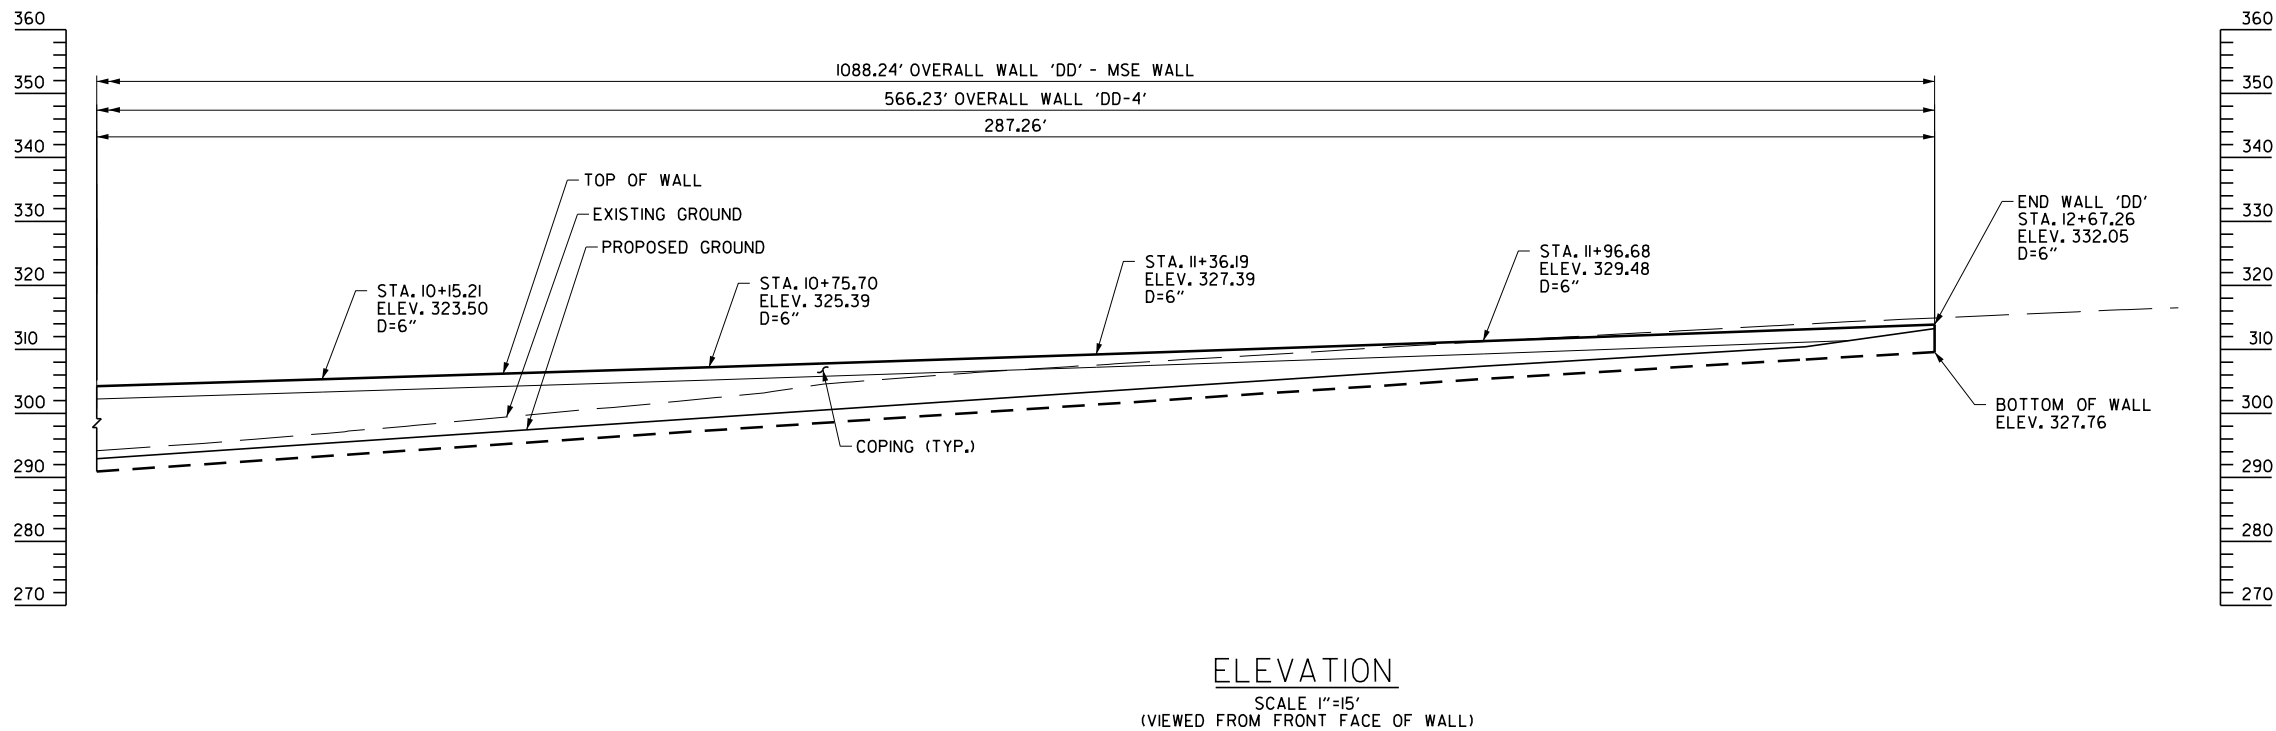 360
350
340
330
320
310
300
290
280
270
1088.24' OVERALL WALL 'DD' - MSE WALL
566.23' OVERALL WALL 'DD-4'
287.26'
TOP OF WALL
EXISTING GROUND
PROPOSED GROUND
STA. 10+15.21
ELEV. 323.50
D=6"
STA. 10+75.70
ELEV. 325.39
D=6"
STA. 11+36.19
ELEV. 327.39
D=6"
STA. 11+96.68
ELEV. 329.48
D=6"
END WALL 'DD'
STA. 12+67.26
ELEV. 332.05
D=6"
COPING (TYP.)
BOTTOM OF WALL
ELEV. 327.76
360
350
340
330
320
310
300
290
280
270
ELEVATION
SCALE 1"=15'
(VIEWED FROM FRONT FACE OF WALL)